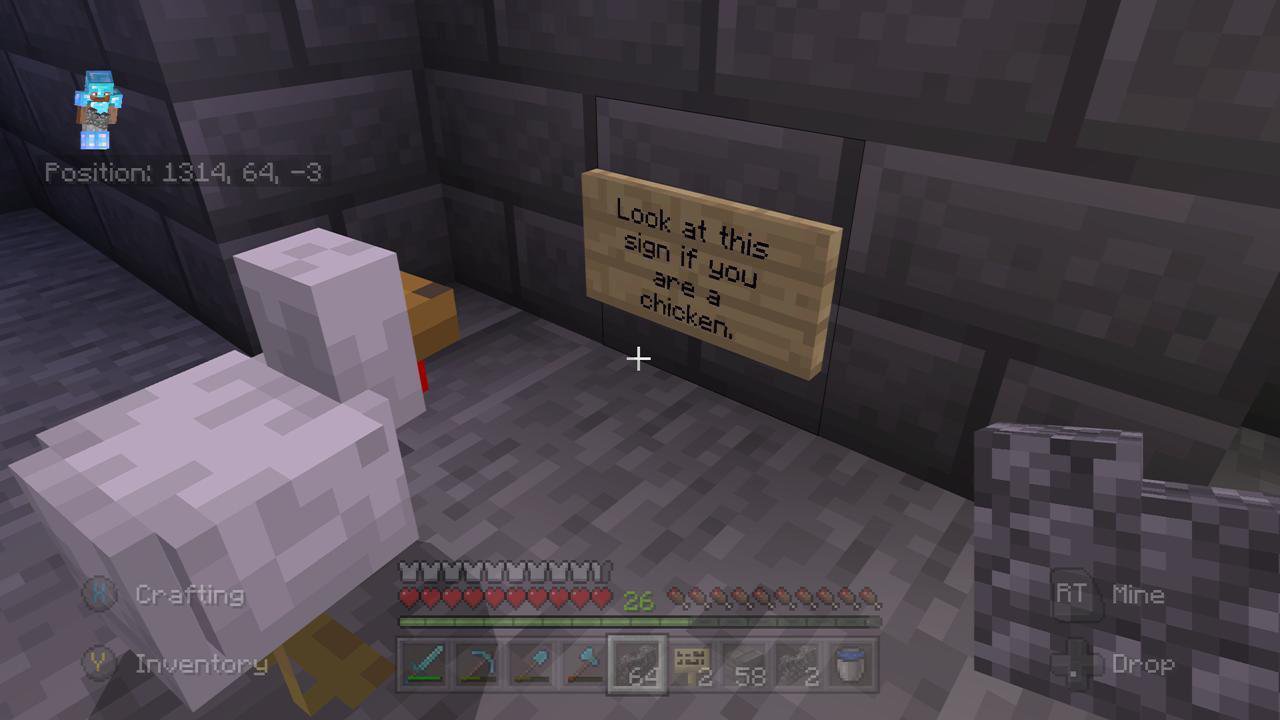 Position: 1314, 64, -3
Look at this
sign if you
are a
chicken.
26
X Crafting
RT Mine
Y Inventory
64
2
58
2
Drop